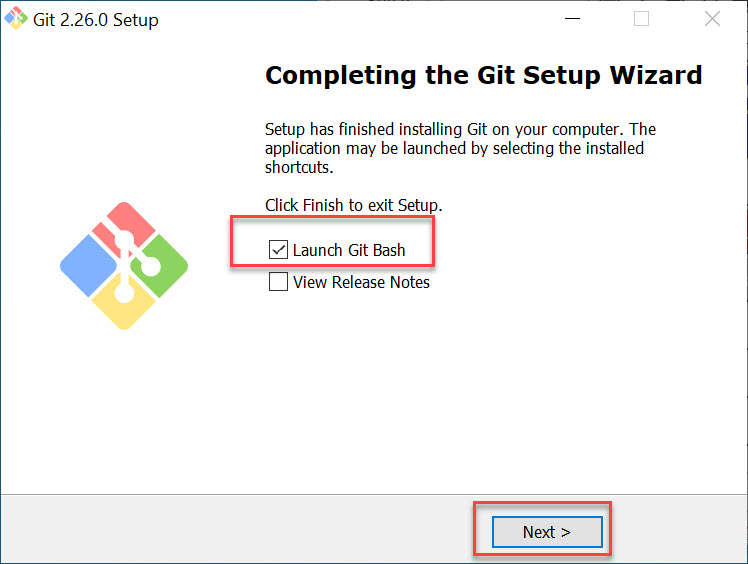 Git 2.26.0 Setup
Completing the Git Setup Wizard
Setup has finished installing Git on your computer. The
application may be launched by selecting the installed
shortcuts.
Click Finish to exit Setup.
Launch Git Bash
View Release Notes
Next >